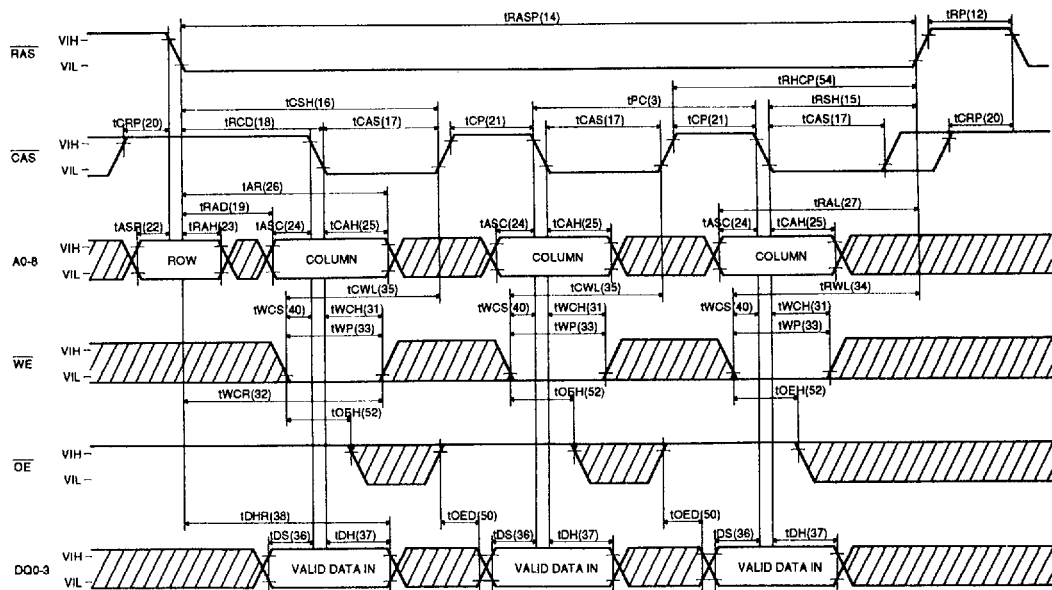 tRASP(14) tRP(12)
RAS VIH
VIL
tRHCP(54)
tCSH(16) tPC(3) tRSH(15)
tCRP(20) tRCD(18) tCAS(17) tCP(21) tCAS(17) tCP(21) tCAS(17) tCRP(20)
CAS VIH
VIL
tAR(26)
tRAD(19) tRAL(27)
tASR(22) tRAH(23) tASC(24) tCAH(25) tASC(24) tCAH(25) tASC(24) tCAH(25)
A0-8 VIH
VIL
ROW COLUMN COLUMN COLUMN
tCWL(35) tCWL(35) tRWL(34)
tWCS(40) tWCH(31) tWCS(40) tWCH(31) tWCS(40) tWCH(31)
tWP(33) tWP(33) tWP(33)
WE VIH
VIL
tWCR(32)
tOEH(52) tOEH(52) tOEH(52)
OE VIH
VIL
tDHR(38) tOED(50) tOED(50)
tDS(36) tDH(37) tDS(36) tDH(37) tDS(36) tDH(37)
DQ0-3 VIH
VIL
VALID DATA IN VALID DATA IN VALID DATA IN